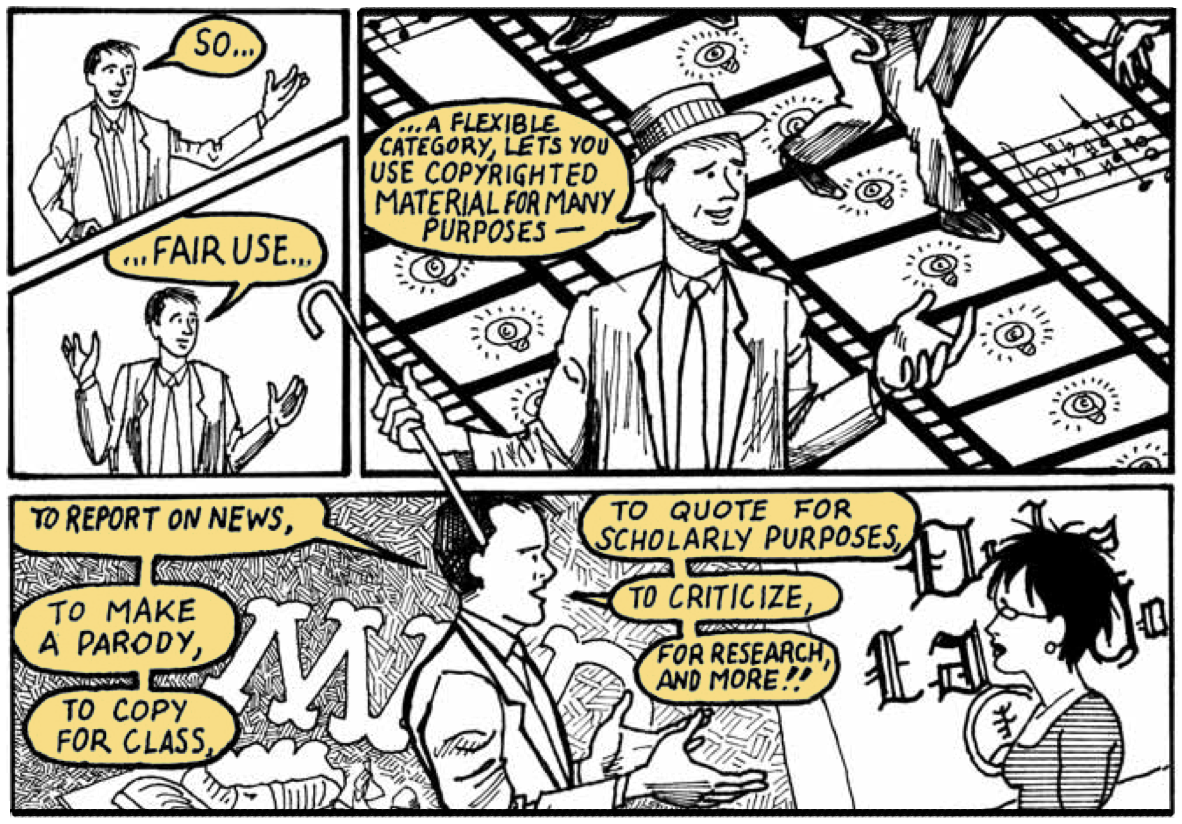 SO...
...FAIR USE...
...A FLEXIBLE
CATEGORY, LETS YOU
USE COPYRIGHTED
MATERIAL FOR MANY
PURPOSES —
TO REPORT ON NEWS,
TO MAKE
A PARODY,
TO COPY
FOR CLASS,
TO QUOTE FOR
SCHOLARLY PURPOSES,
TO CRITICIZE,
FOR RESEARCH,
AND MORE!!